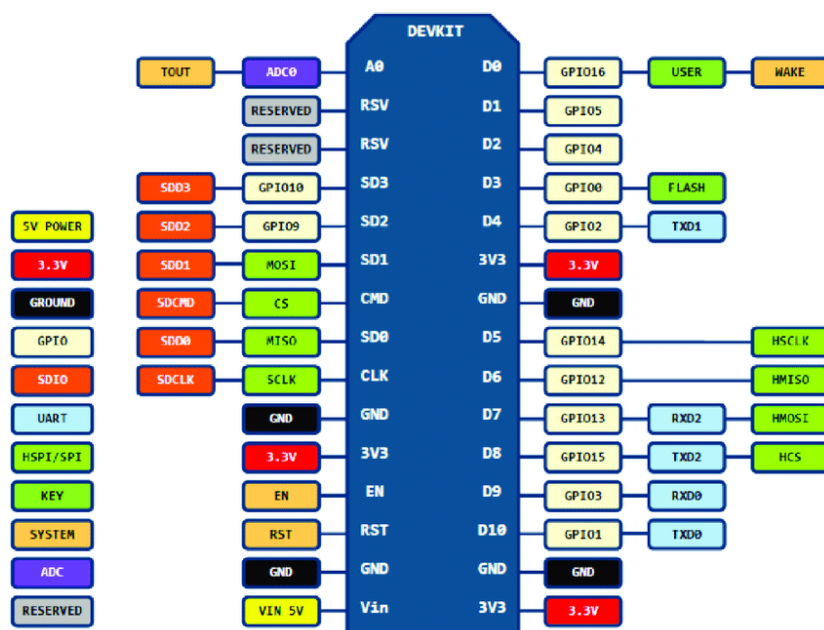 DEVKIT
TOUT ADC0 A0 D0 GPIO16 USER WAKE
RESERVED RSV D1 GPIO5
RESERVED RSV D2 GPIO4
SDD3 GPIO10 SD3 D3 GPIO0 FLASH
5V POWER SDD2 GPIO9 SD2 D4 GPIO2 TXD1
3.3V SDD1 MOSI SD1 3V3 3.3V
GROUND SDCMD CS CMD GND GND
GPIO SDD0 MISO SD0 D5 GPIO14 HSCLK
SDIO SDCLK SCLK CLK D6 GPIO12 HMISO
UART GND GND D7 GPIO13 RXD2 HMOSI
HSPI/SPI 3.3V 3V3 D8 GPIO15 TXD2 HCS
KEY EN EN D9 GPIO3 RXD0
SYSTEM RST RST D10 GPIO1 TXD0
ADC GND GND GND GND
RESERVED VIN 5V Vin 3V3 3.3V